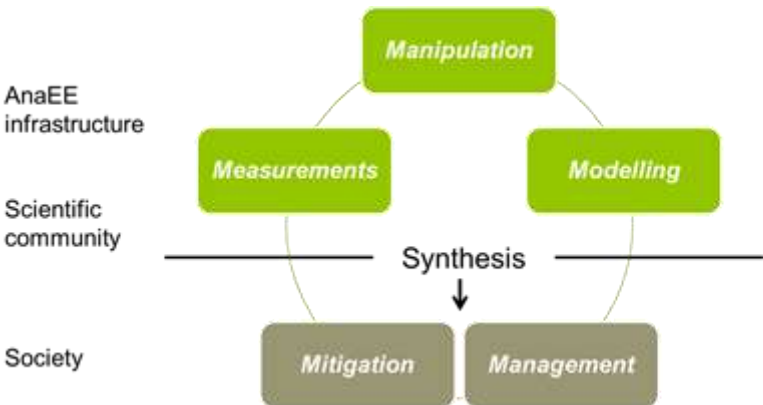 Manipulation
AnaEE
infrastructure
Measurements
Modelling
Scientific
community
Synthesis
Society
Mitigation
Management